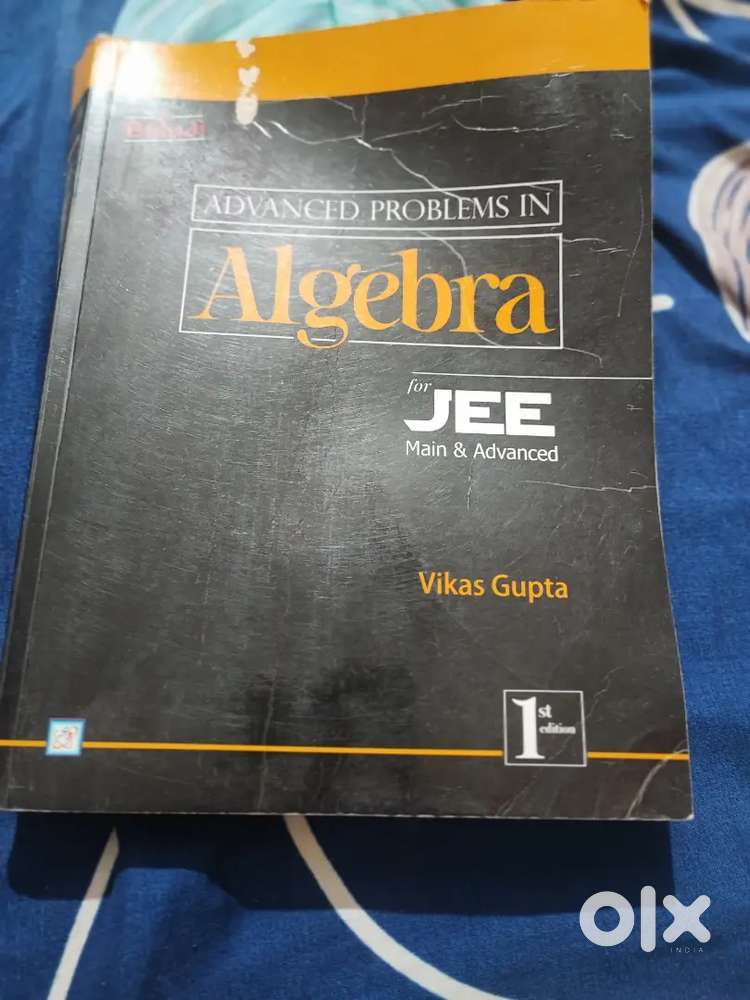 ADVANCED PROBLEMS IN
Algebra
for
JEE
Main & Advanced
Vikas Gupta
1st
edition
olx
INDIA